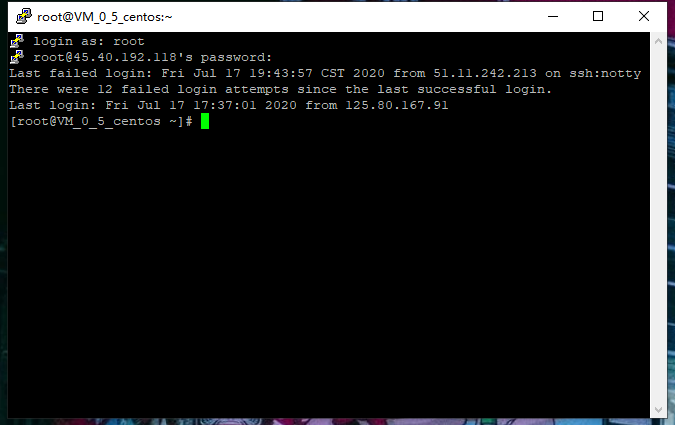 root@VM_0_5_centos:~
login as: root
root@45.40.192.118's password:
Last failed login: Fri Jul 17 19:43:57 CST 2020 from 51.11.242.213 on ssh:notty
There were 12 failed login attempts since the last successful login.
Last login: Fri Jul 17 17:37:01 2020 from 125.80.167.91
[root@VM_0_5_centos ~]#